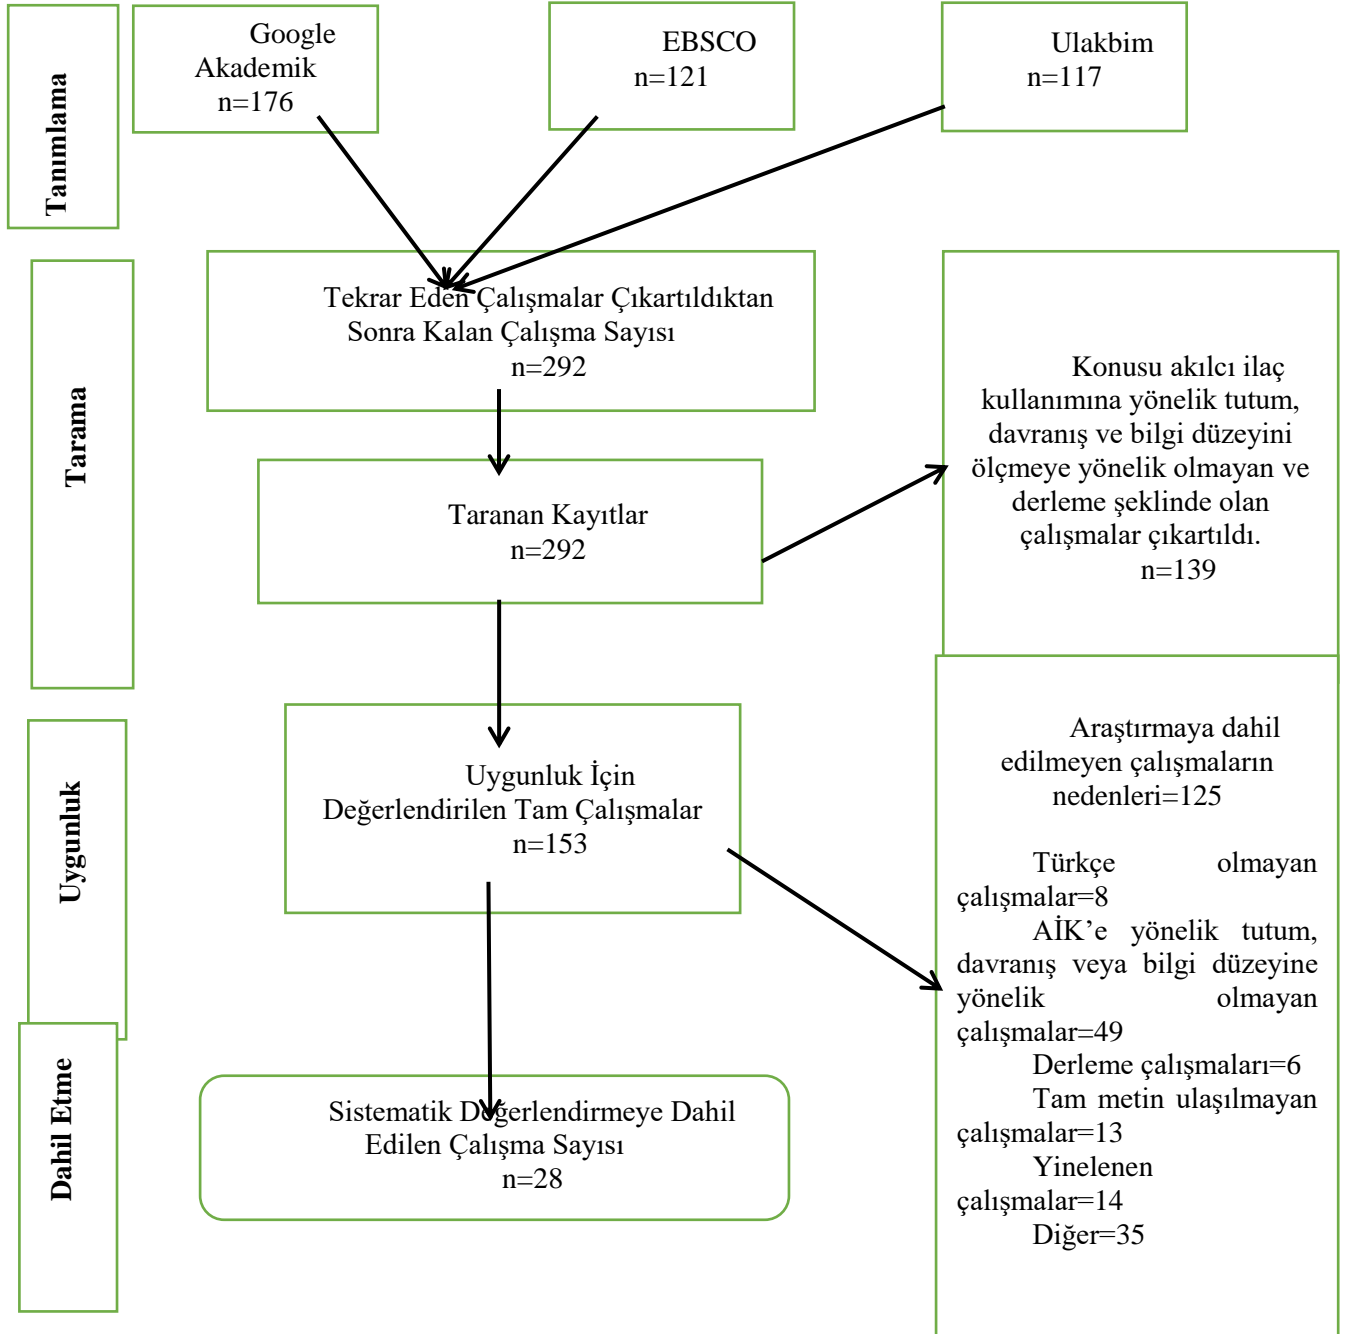 Tanımlama
Google
Akademik
n=176
EBSCO
n=121
Ulakbim
n=117
Tarama
Tekrar Eden Çalışmalar Çıkartıldıktan
Sonra Kalan Çalışma Sayısı
n=292
Taranan Kayıtlar
n=292
Konusu akılcı ilaç
kullanımına yönelik tutum,
davranış ve bilgi düzeyini
ölçmeye yönelik olmayan ve
derleme şeklinde olan
çalışmalar çıkartıldı.
n=139
Uygunluk
Uygunluk İçin
Değerlendirilen Tam Çalışmalar
n=153
Araştırmaya dahil
edilmeyen çalışmaların
nedenleri=125
Türkçe olmayan
çalışmalar=8
AİK’e yönelik tutum,
davranış veya bilgi düzeyine
yönelik olmayan
çalışmalar=49
Derleme çalışmaları=6
Tam metin ulaşılmayan
çalışmalar=13
Yinelenen
çalışmalar=14
Diğer=35
Dahil Etme
Sistematik Değerlendirmeye Dahil
Edilen Çalışma Sayısı
n=28